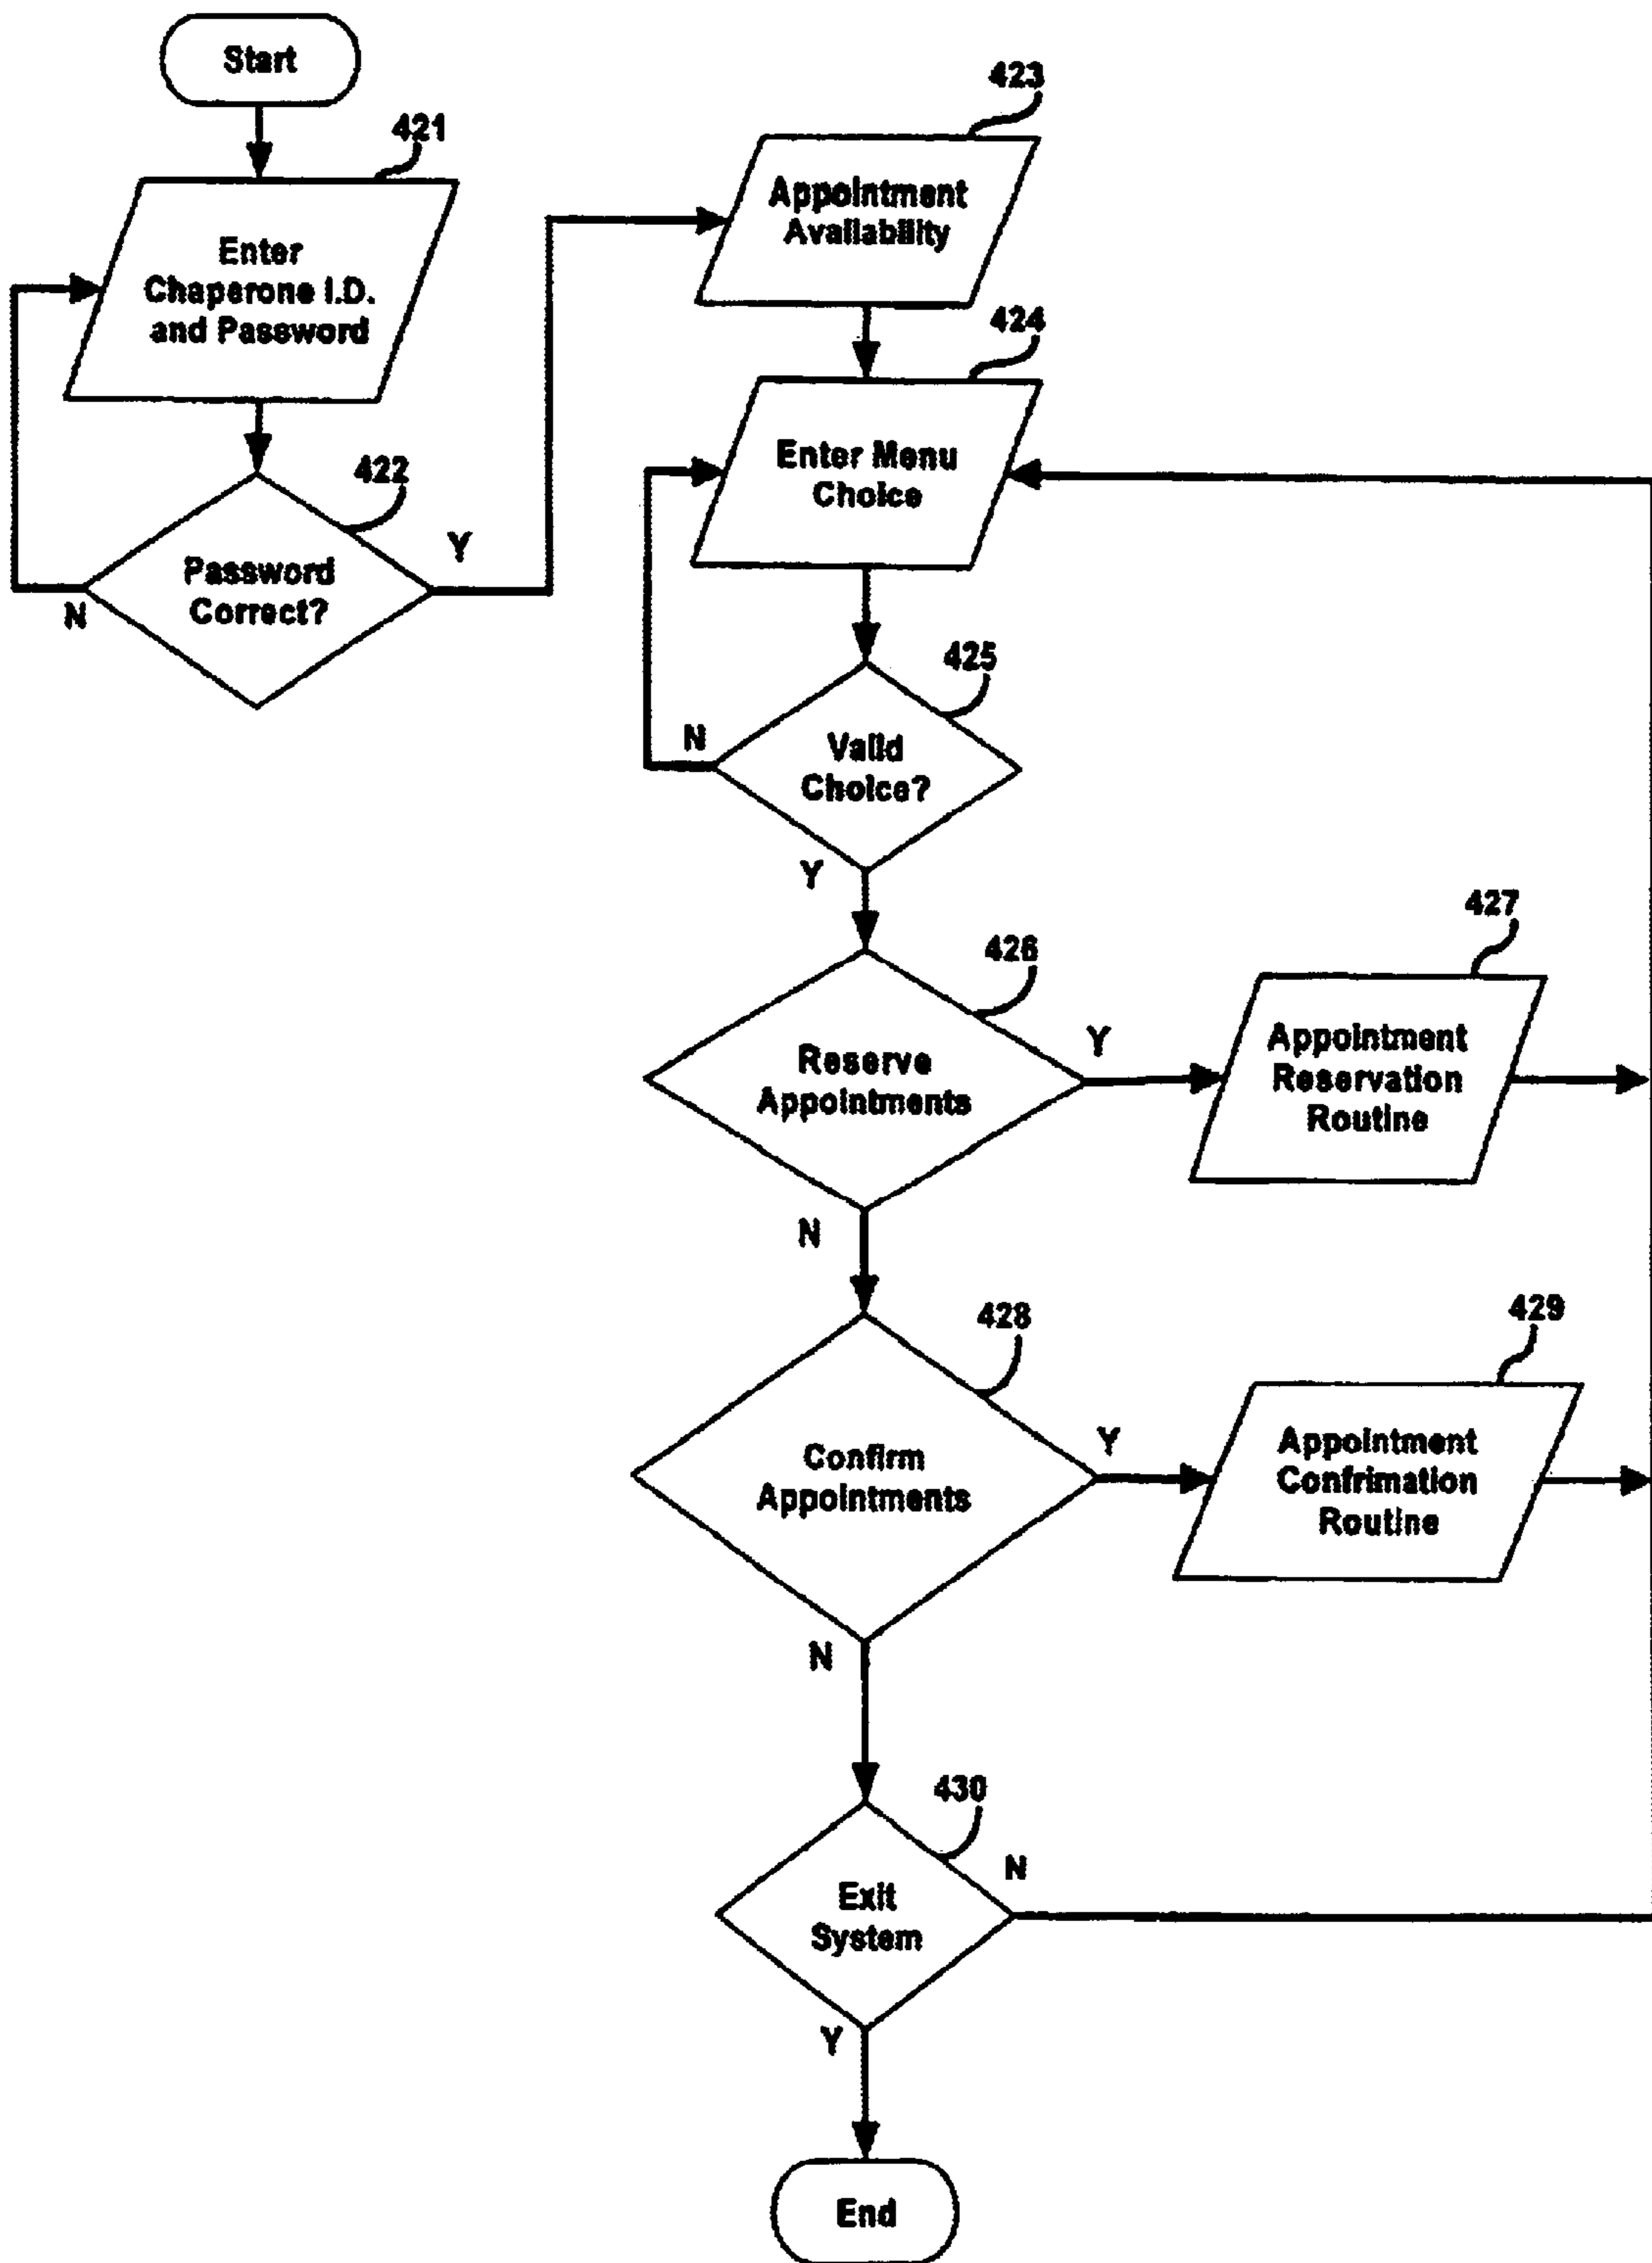 Start
421
Enter
Chaperone I.D.
and Password
422
Password
Correct?
N
Y
423
Appointment
Availability
424
Enter Menu
Choice
425
Valid
Choice?
N
Y
426
Reserve
Appointments
Y
N
427
Appointment
Reservation
Routine
428
Confirm
Appointments
Y
N
429
Appointment
Confrimation
Routine
430
Exit
System
N
Y
End